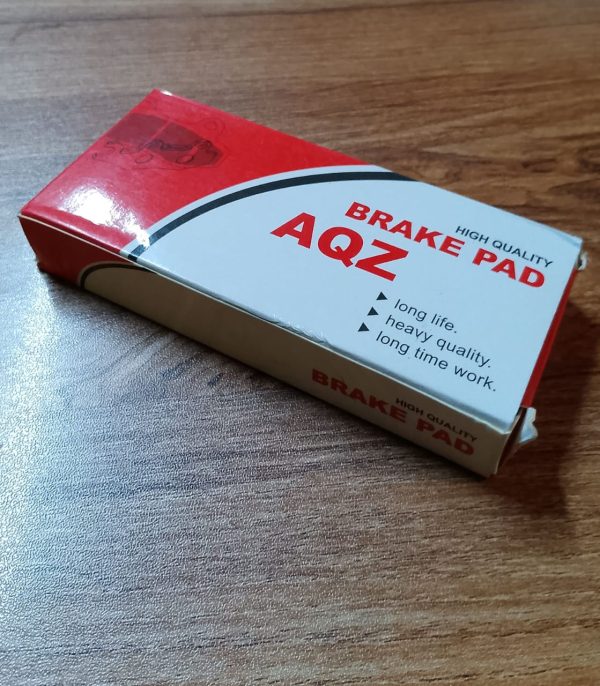 HIGH QUALITY
BRAKE PAD
AQZ
long life.
heavy quality.
long time work.
HIGH QUALITY
BRAKE PAD